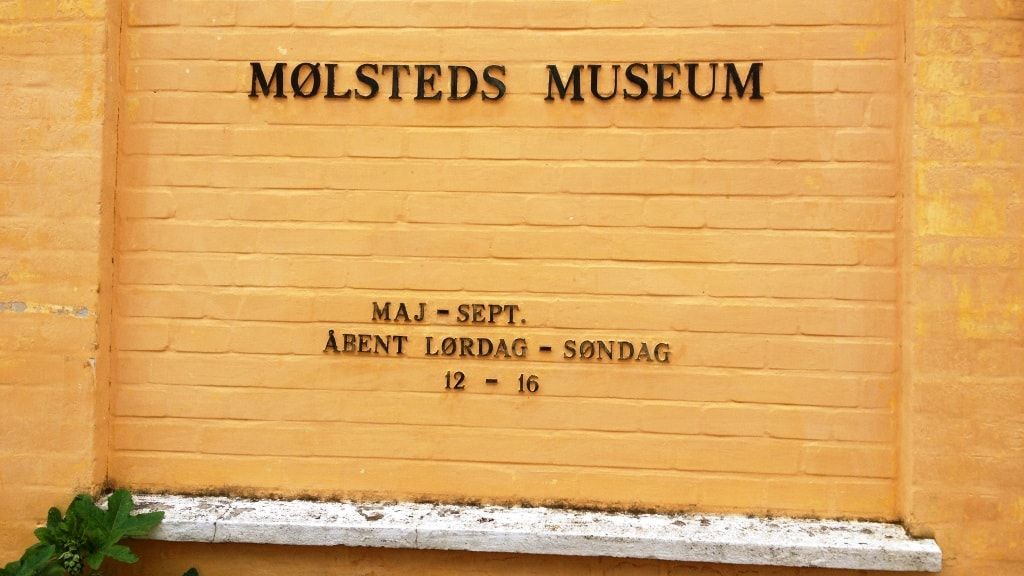 MØLSTEDS MUSEUM
MAJ - SEPT.
ÅBENT LØRDAG - SØNDAG
12 - 16